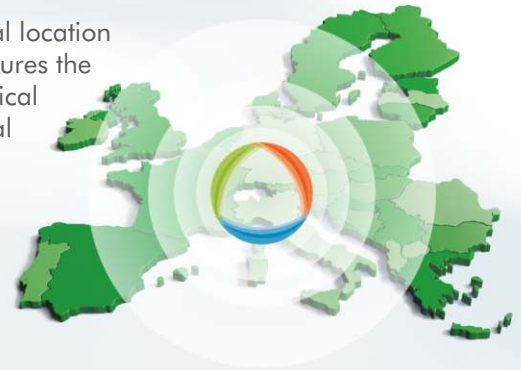 al location
ures the
ical
al